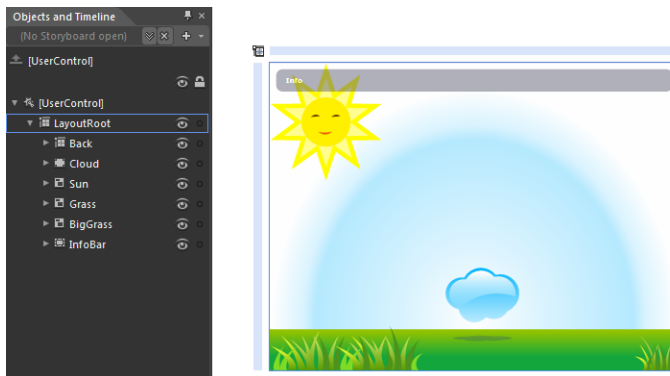 Objects and Timeline
(No Storyboard open)
[UserControl]
[UserControl]
LayoutRoot
Back
Cloud
Sun
Grass
BigGrass
InfoBar
Info